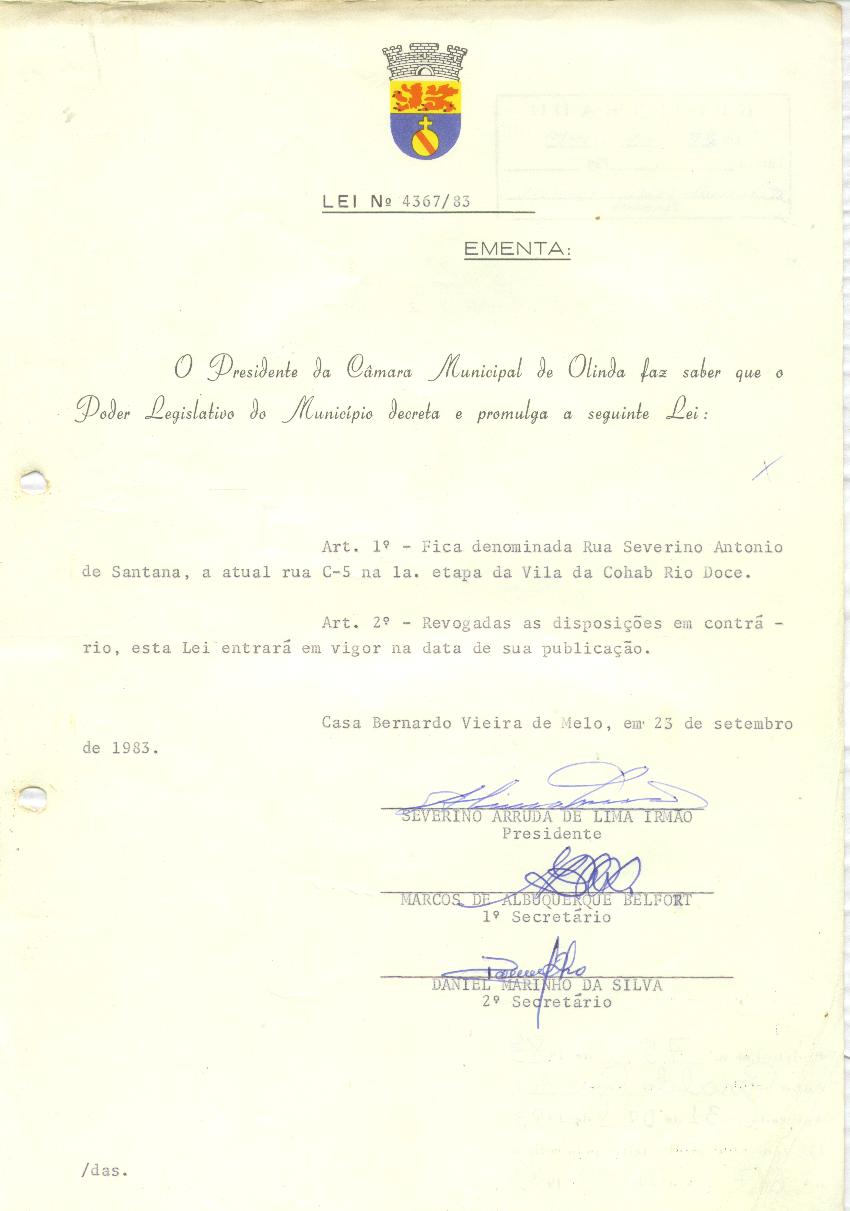 LEI Nº 4367/83
EMENTA:
O Presidente da Câmara Municipal de Olinda faz saber que o
Poder Legislativo do Município decreta e promulga a seguinte Lei:
Art. 1º - Fica denominada Rua Severino Antonio
de Santana, a atual rua C-5 na 1a. etapa da Vila da Cohab Rio Doce.
Art. 2º - Revogadas as disposições em contrá -
rio, esta Lei entrará em vigor na data de sua publicação.
Casa Bernardo Vieira de Melo, em 23 de setembro
de 1983.
SEVERINO ARRUDA DE LIMA IRMÃO
Presidente
MARCOS DE ALBUQUERQUE BELFORT
1º Secretário
DANIEL MARINHO DA SILVA
2º Secretário
/das.